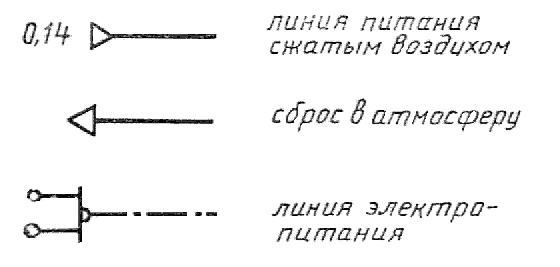 0,14 линия питания
сжатым воздухом
сброс в атмосферу
линия электро-
питания